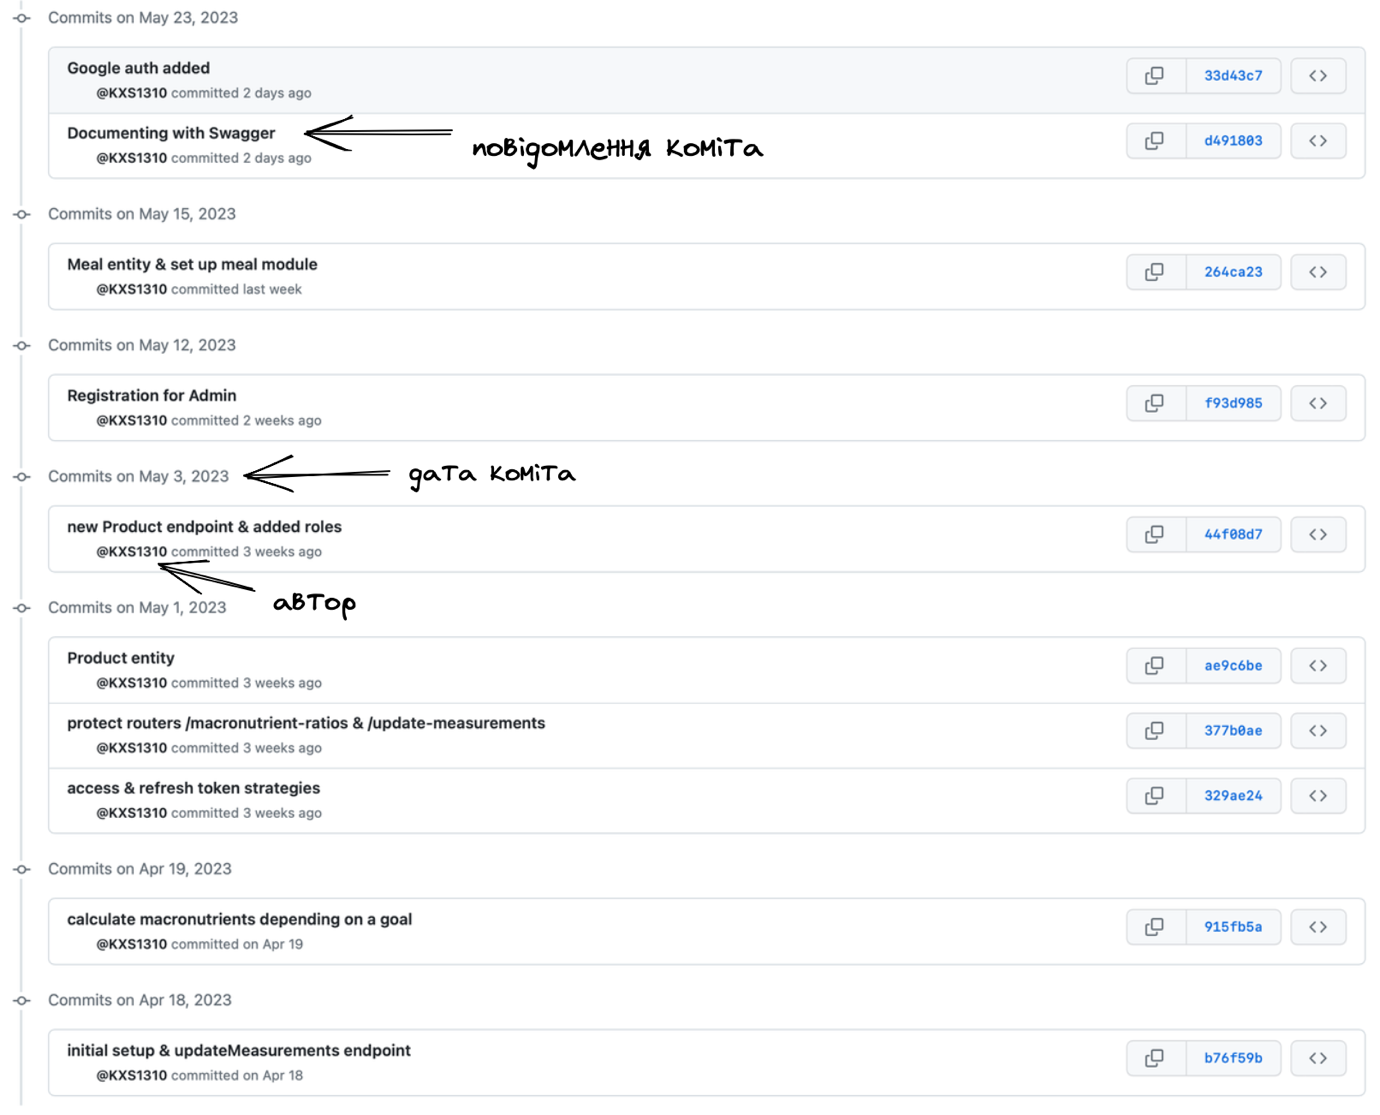 Commits on May 23, 2023
Google auth added
33d43c7
@KXS1310 committed 2 days ago
Documenting with Swagger
повідомлення коміта
d491803
@KXS1310 committed 2 days ago
Commits on May 15, 2023
Meal entity & set up meal module
264ca23
@KXS1310 committed last week
Commits on May 12, 2023
Registration for Admin
f93d985
@KXS1310 committed 2 weeks ago
Commits on May 3, 2023
дата коміта
new Product endpoint & added roles
44f08d7
@KXS1310 committed 3 weeks ago
автор
Commits on May 1, 2023
Product entity
ae9c6be
@KXS1310 committed 3 weeks ago
protect routers /macronutrient-ratios & /update-measurements
377b0ae
@KXS1310 committed 3 weeks ago
access & refresh token strategies
329ae24
@KXS1310 committed 3 weeks ago
Commits on Apr 19, 2023
calculate macronutrients depending on a goal
915fb5a
@KXS1310 committed on Apr 19
Commits on Apr 18, 2023
initial setup & updateMeasurements endpoint
b76f59b
@KXS1310 committed on Apr 18